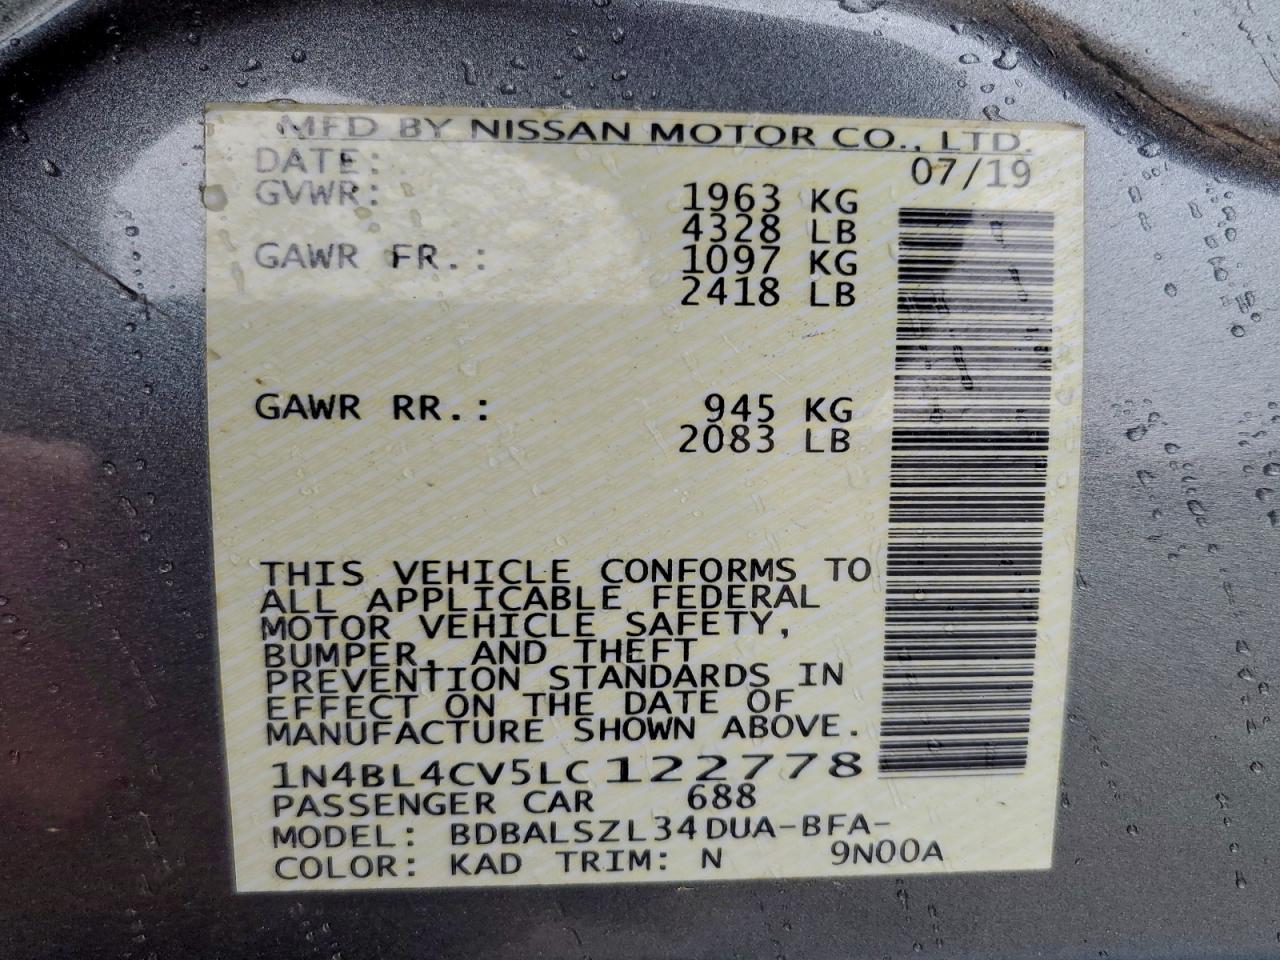 MFD BY NISSAN MOTOR CO., LTD.
DATE: 07/19
GVWR: 1963 KG
4328 LB
GAWR FR.: 1097 KG
2418 LB
GAWR RR.: 945 KG
2083 LB
THIS VEHICLE CONFORMS TO
ALL APPLICABLE FEDERAL
MOTOR VEHICLE SAFETY,
BUMPER, AND THEFT
PREVENTION STANDARDS IN
EFFECT ON THE DATE OF
MANUFACTURE SHOWN ABOVE.
1N4BL4CV5LC122778
PASSENGER CAR 688
MODEL: BDBALSZL34DUA-BFA-
COLOR: KAD TRIM: N 9N00A